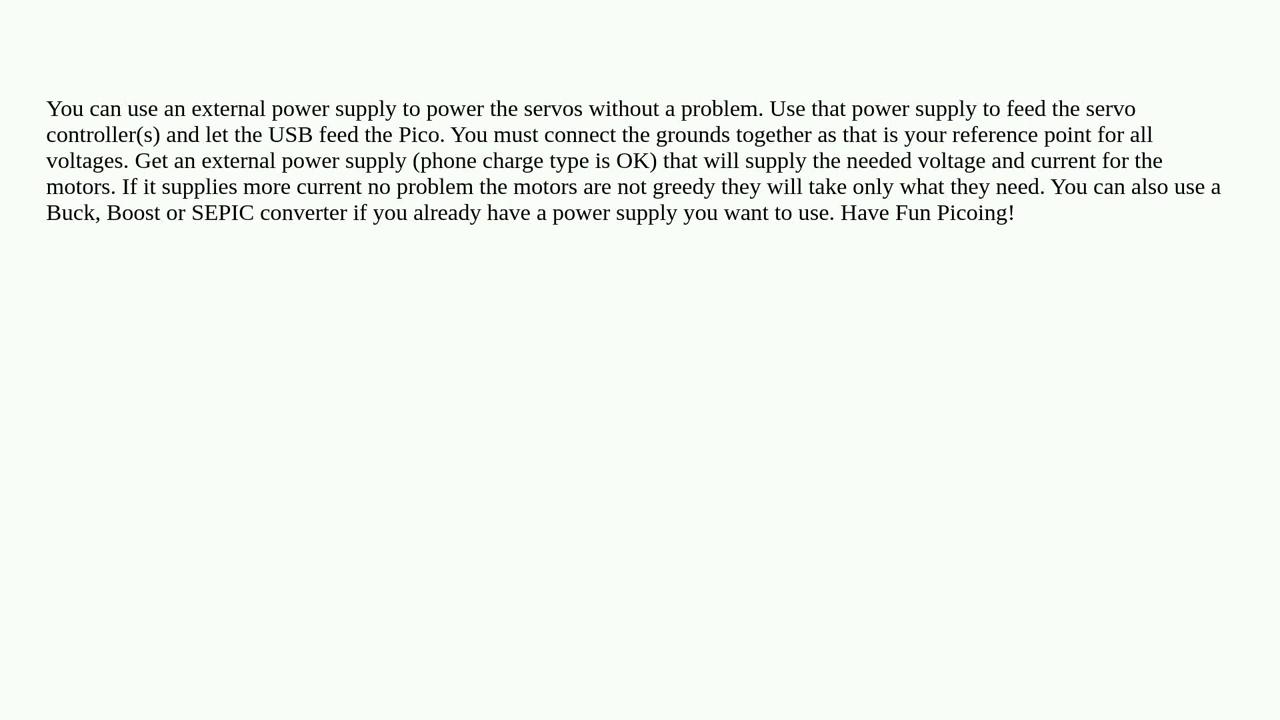 You can use an external power supply to power the servos without a problem. Use that power supply to feed the servo
controller(s) and let the USB feed the Pico. You must connect the grounds together as that is your reference point for all
voltages. Get an external power supply (phone charge type is OK) that will supply the needed voltage and current for the
motors. If it supplies more current no problem the motors are not greedy they will take only what they need. You can also use a
Buck, Boost or SEPIC converter if you already have a power supply you want to use. Have Fun Picoing!